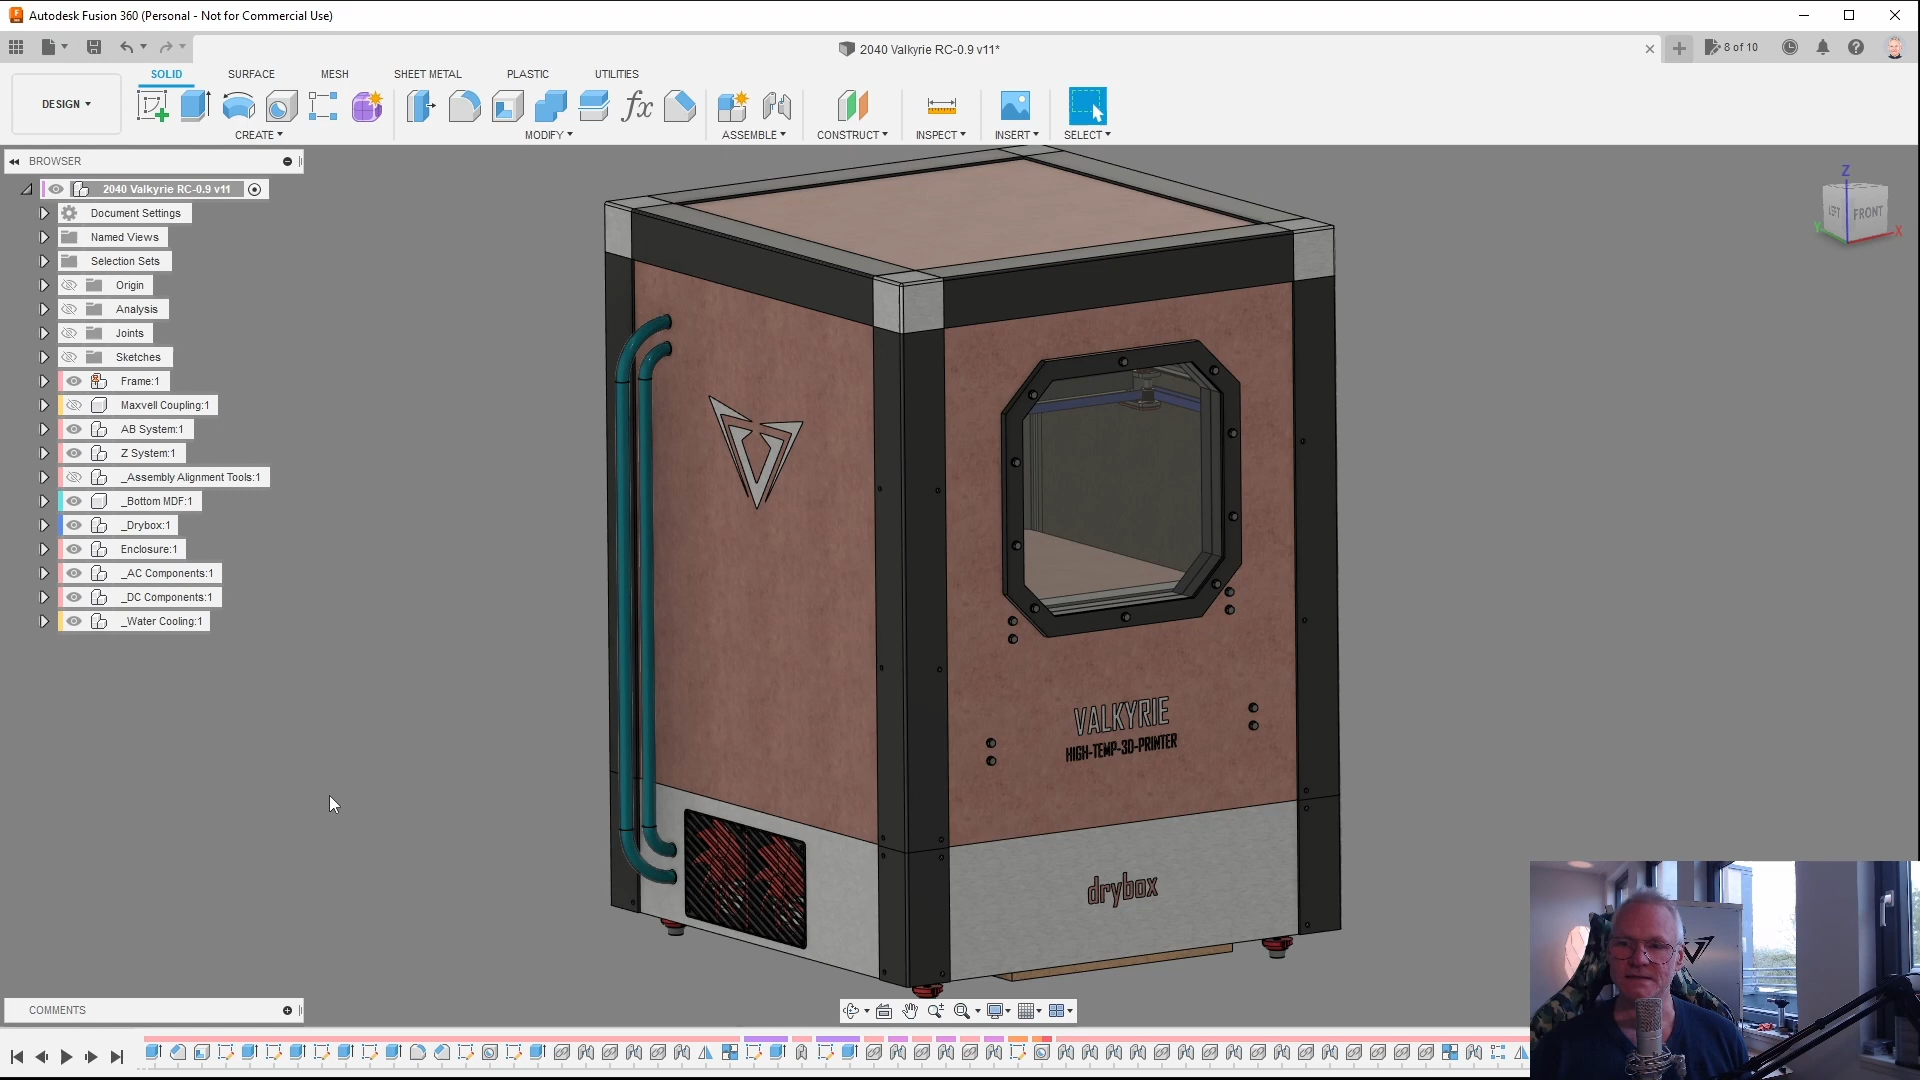 Autodesk Fusion 360 (Personal - Not for Commercial Use)
2040 Valkyrie RC-0.9 v11*
8 of 10
DESIGN
SOLID
SURFACE
MESH
SHEET METAL
PLASTIC
UTILITIES
fx
CREATE
MODIFY
ASSEMBLE
CONSTRUCT
INSPECT
INSERT
SELECT
BROWSER
2040 Valkyrie RC-0.9 v11
Document Settings
Named Views
Selection Sets
Origin
Analysis
Joints
Sketches
Frame:1
Maxvell Coupling:1
AB System:1
Z System:1
_Assembly Alignment Tools:1
_Bottom MDF:1
_Drybox:1
Enclosure:1
_AC Components:1
_DC Components:1
_Water Cooling:1
Z
LEFT
FRONT
Y
X
VALKYRIE
HIGH-TEMP-3D-PRINTER
drybox
COMMENTS